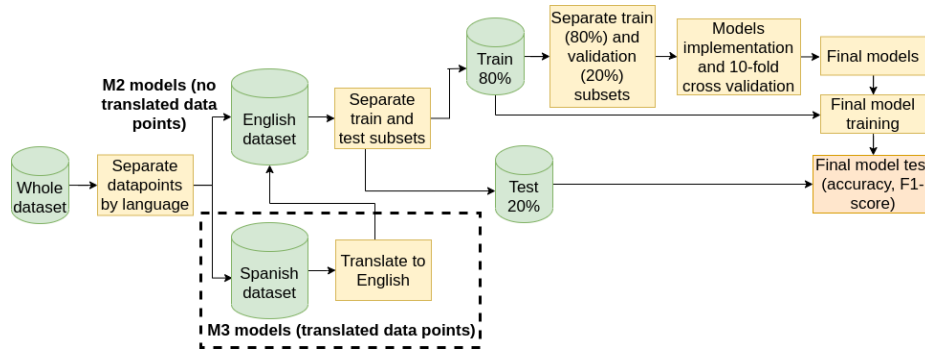 Separate train
(80%) and
validation
(20%) subsets
Models
implementation
and 10-fold
cross validation
Train
80%
Final models
M2 models (no
translated data
points)
English
dataset
Separate
train and
test subsets
Final model
training
Whole
dataset
Separate
datapoints
by language
Test
20%
Final model test
(accuracy, F1-
score)
Spanish
dataset
Translate to
English
M3 models (translated data points)